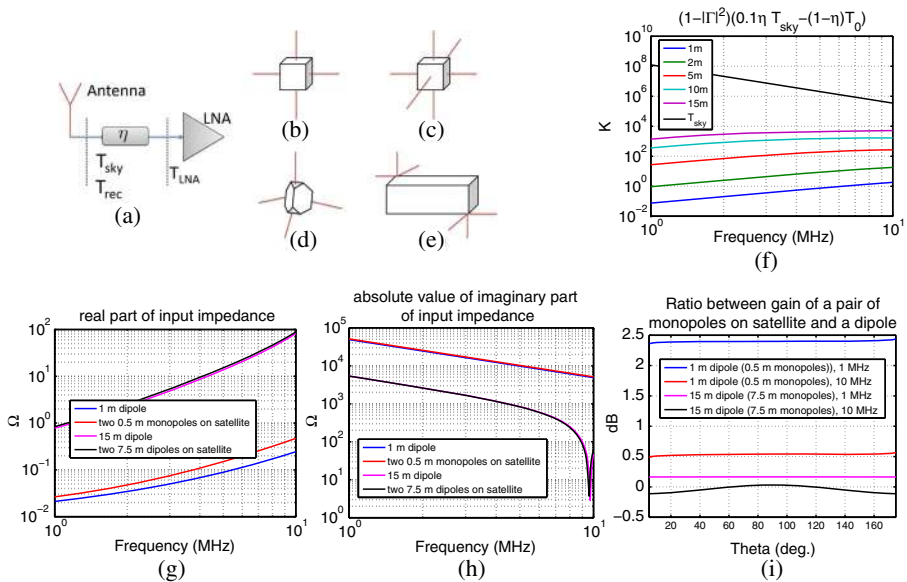 Antenna
LNA
η
T_sky
T_rec
T_LNA
(a)
(b)
(c)
(d)
(e)
(1-|Γ|²)(0.1η T_sky-(1-η)T_0)
10^10
10^8
10^6
10^4
10^2
10^0
10^-2
K
1m
2m
5m
10m
15m
T_sky
10^0
10^1
Frequency (MHz)
(f)
real part of input impedance
10^2
10^1
10^0
10^-1
10^-2
Ω
1 m dipole
two 0.5 m monopoles on satellite
15 m dipole
two 7.5 m dipoles on satellite
10^0
10^1
Frequency (MHz)
(g)
absolute value of imaginary part
of input impedance
10^5
10^4
10^3
10^2
10^1
10^0
Ω
1 m dipole
two 0.5 m monopoles on satellite
15 m dipole
two 7.5 m dipoles on satellite
10^0
10^1
Frequency (MHz)
(h)
Ratio between gain of a pair of
monopoles on satellite and a dipole
2.5
2
1.5
1
0.5
0
-0.5
dB
1 m dipole (0.5 m monopoles)), 1 MHz
1 m dipole (0.5 m monopoles), 10 MHz
15 m dipole (7.5 m monopoles), 1 MHz
15 m dipole (7.5 m monopoles), 10 MHz
20 40 60 80 100 120 140 160
Theta (deg.)
(i)